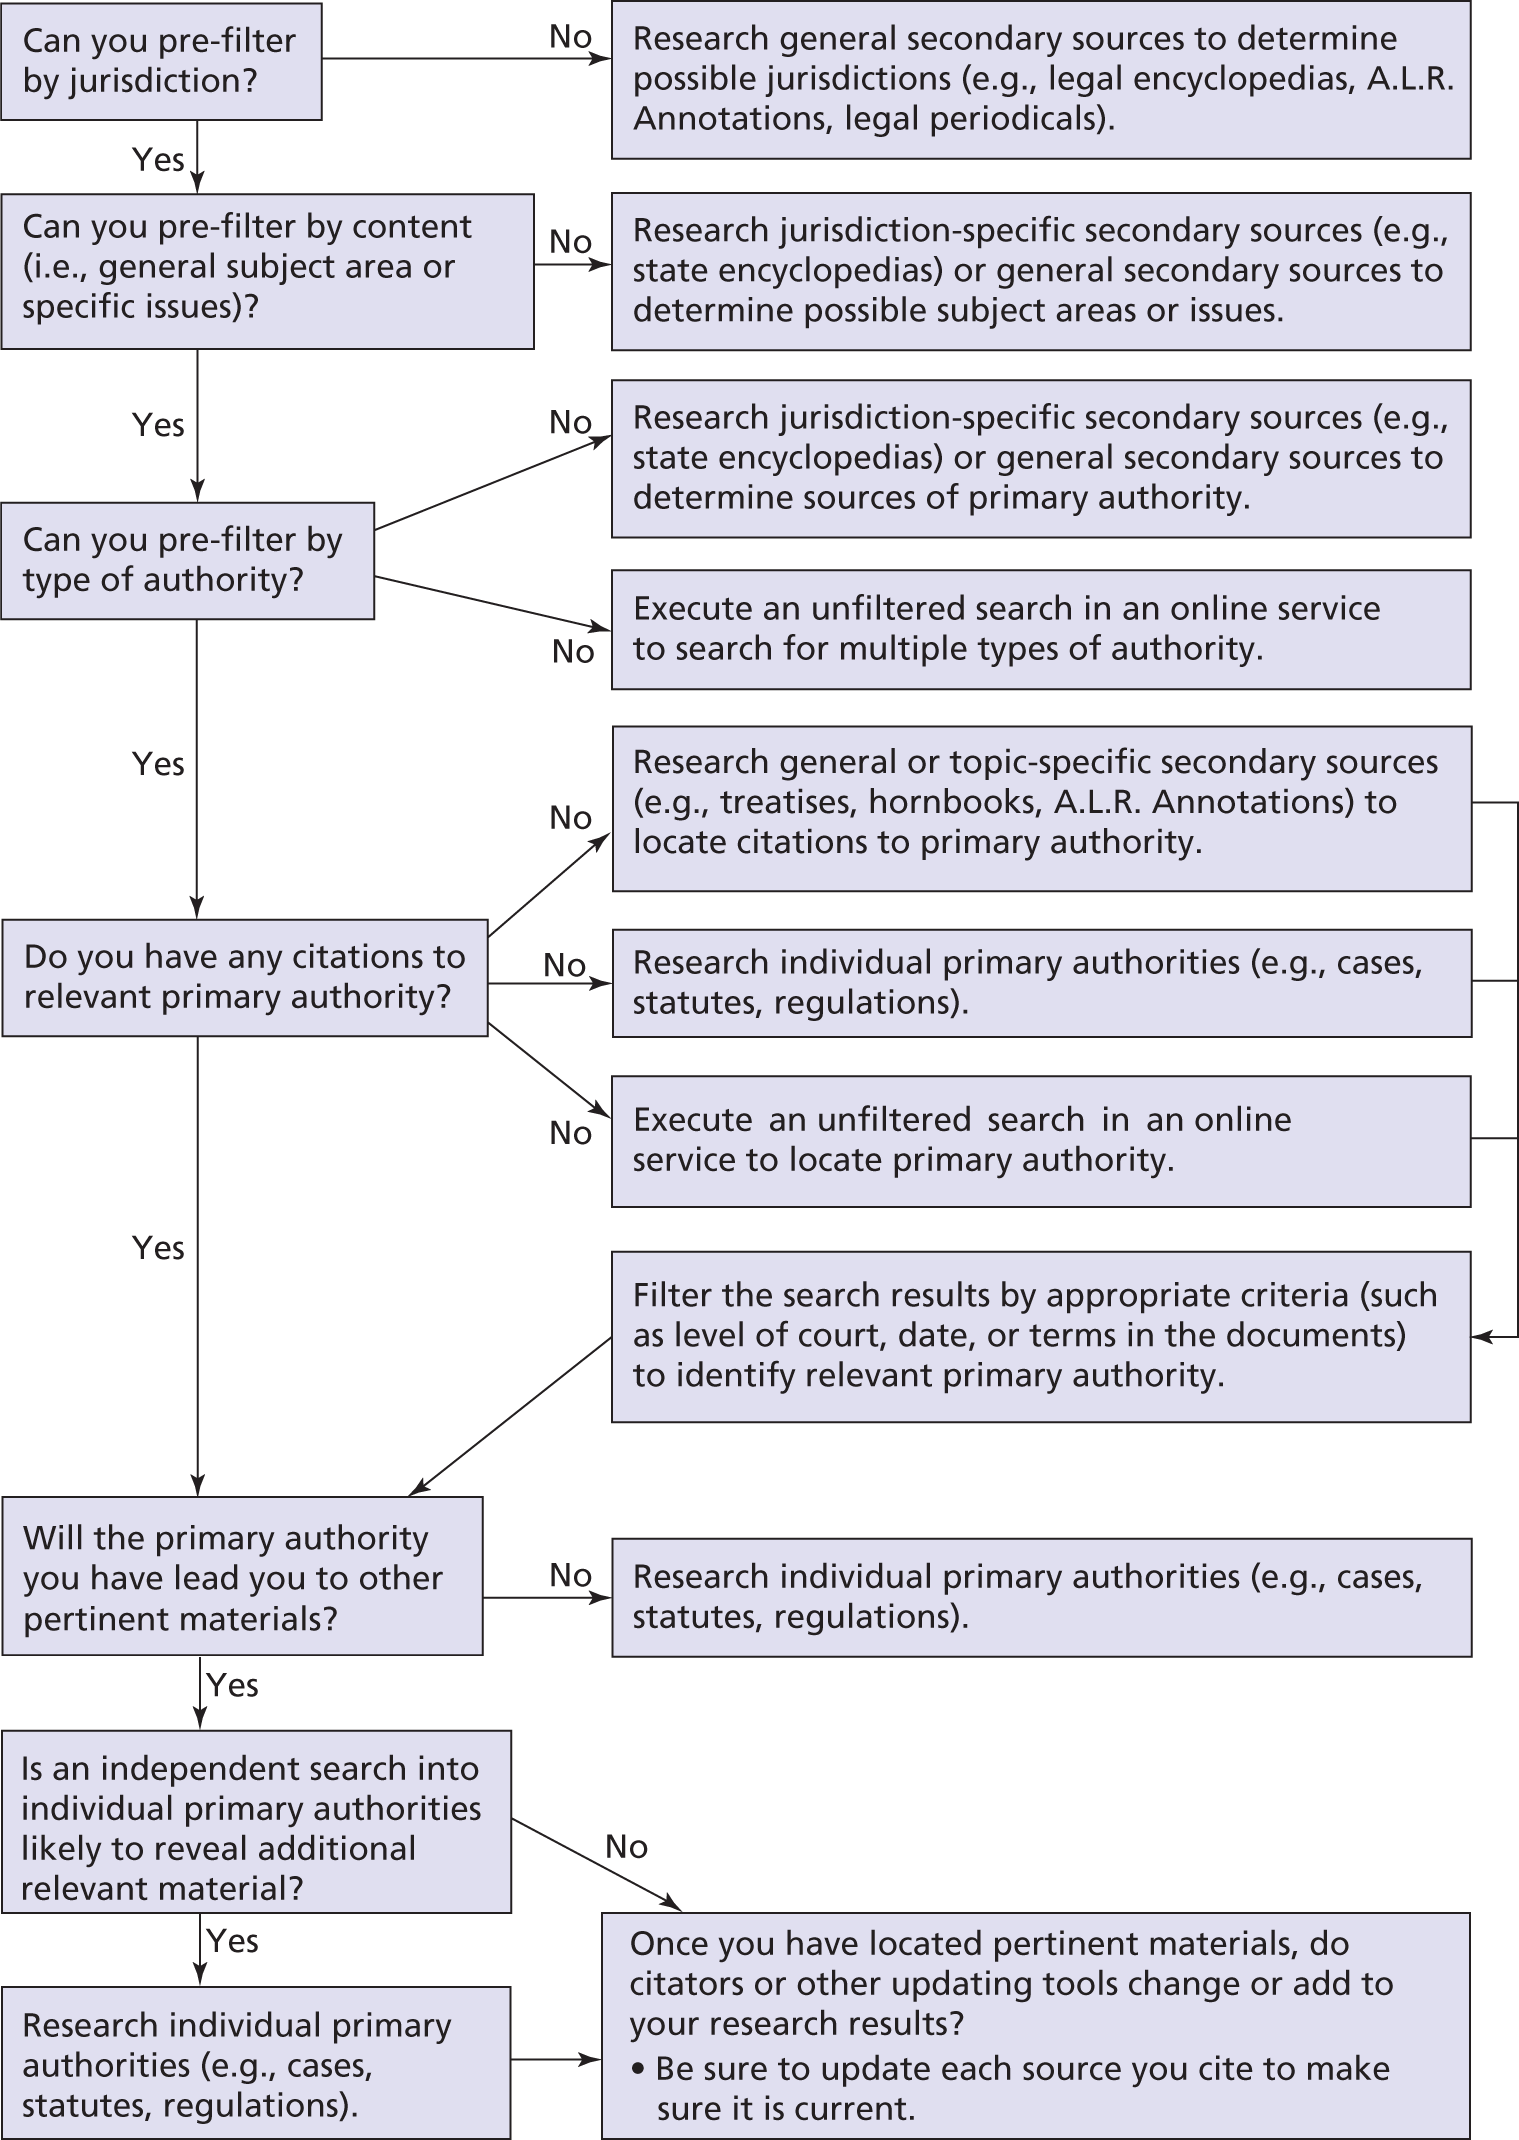 Can you pre-filter
by jurisdiction?
No
Research general secondary sources to determine
possible jurisdictions (e.g., legal encyclopedias, A.L.R.
Annotations, legal periodicals).
Yes
Can you pre-filter by content
(i.e., general subject area or
specific issues)?
No
Research jurisdiction-specific secondary sources (e.g.,
state encyclopedias) or general secondary sources to
determine possible subject areas or issues.
Yes
No
Research jurisdiction-specific secondary sources (e.g.,
state encyclopedias) or general secondary sources to
determine sources of primary authority.
Can you pre-filter by
type of authority?
No
Execute an unfiltered search in an online service
to search for multiple types of authority.
Yes
No
Research general or topic-specific secondary sources
(e.g., treatises, hornbooks, A.L.R. Annotations) to
locate citations to primary authority.
Do you have any citations to
relevant primary authority?
No
Research individual primary authorities (e.g., cases,
statutes, regulations).
No
Execute an unfiltered search in an online
service to locate primary authority.
Yes
Filter the search results by appropriate criteria (such
as level of court, date, or terms in the documents)
to identify relevant primary authority.
Will the primary authority
you have lead you to other
pertinent materials?
No
Research individual primary authorities (e.g., cases,
statutes, regulations).
Yes
Is an independent search into
individual primary authorities
likely to reveal additional
relevant material?
No
Yes
Research individual primary
authorities (e.g., cases,
statutes, regulations).
Once you have located pertinent materials, do
citators or other updating tools change or add to
your research results?
• Be sure to update each source you cite to make
sure it is current.